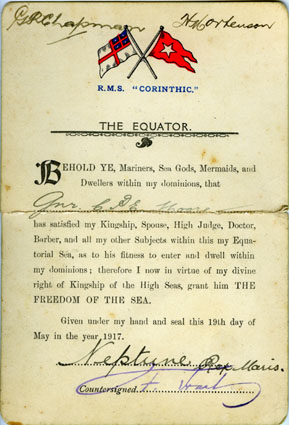 G R Chapman H. Mortenson
R.M.S. "CORINTHIC."
THE EQUATOR.
BEHOLD YE, Mariners, Sea Gods, Mermaids, and
Dwellers within my dominions, that
Gnr. Moore
has satisfied my Kingship, Spouse, High Judge, Doctor,
Barber, and all my other Subjects within this my Equa-
torial Sea, as to his fitness to enter and dwell within
my dominions; therefore I now in virtue of my divine
right of Kingship of the High Seas, grant him THE
FREEDOM OF THE SEA.
Given under my hand and seal this 19th day of
May in the year, 1917.
Neptune Rex Maris.
Countersigned F.